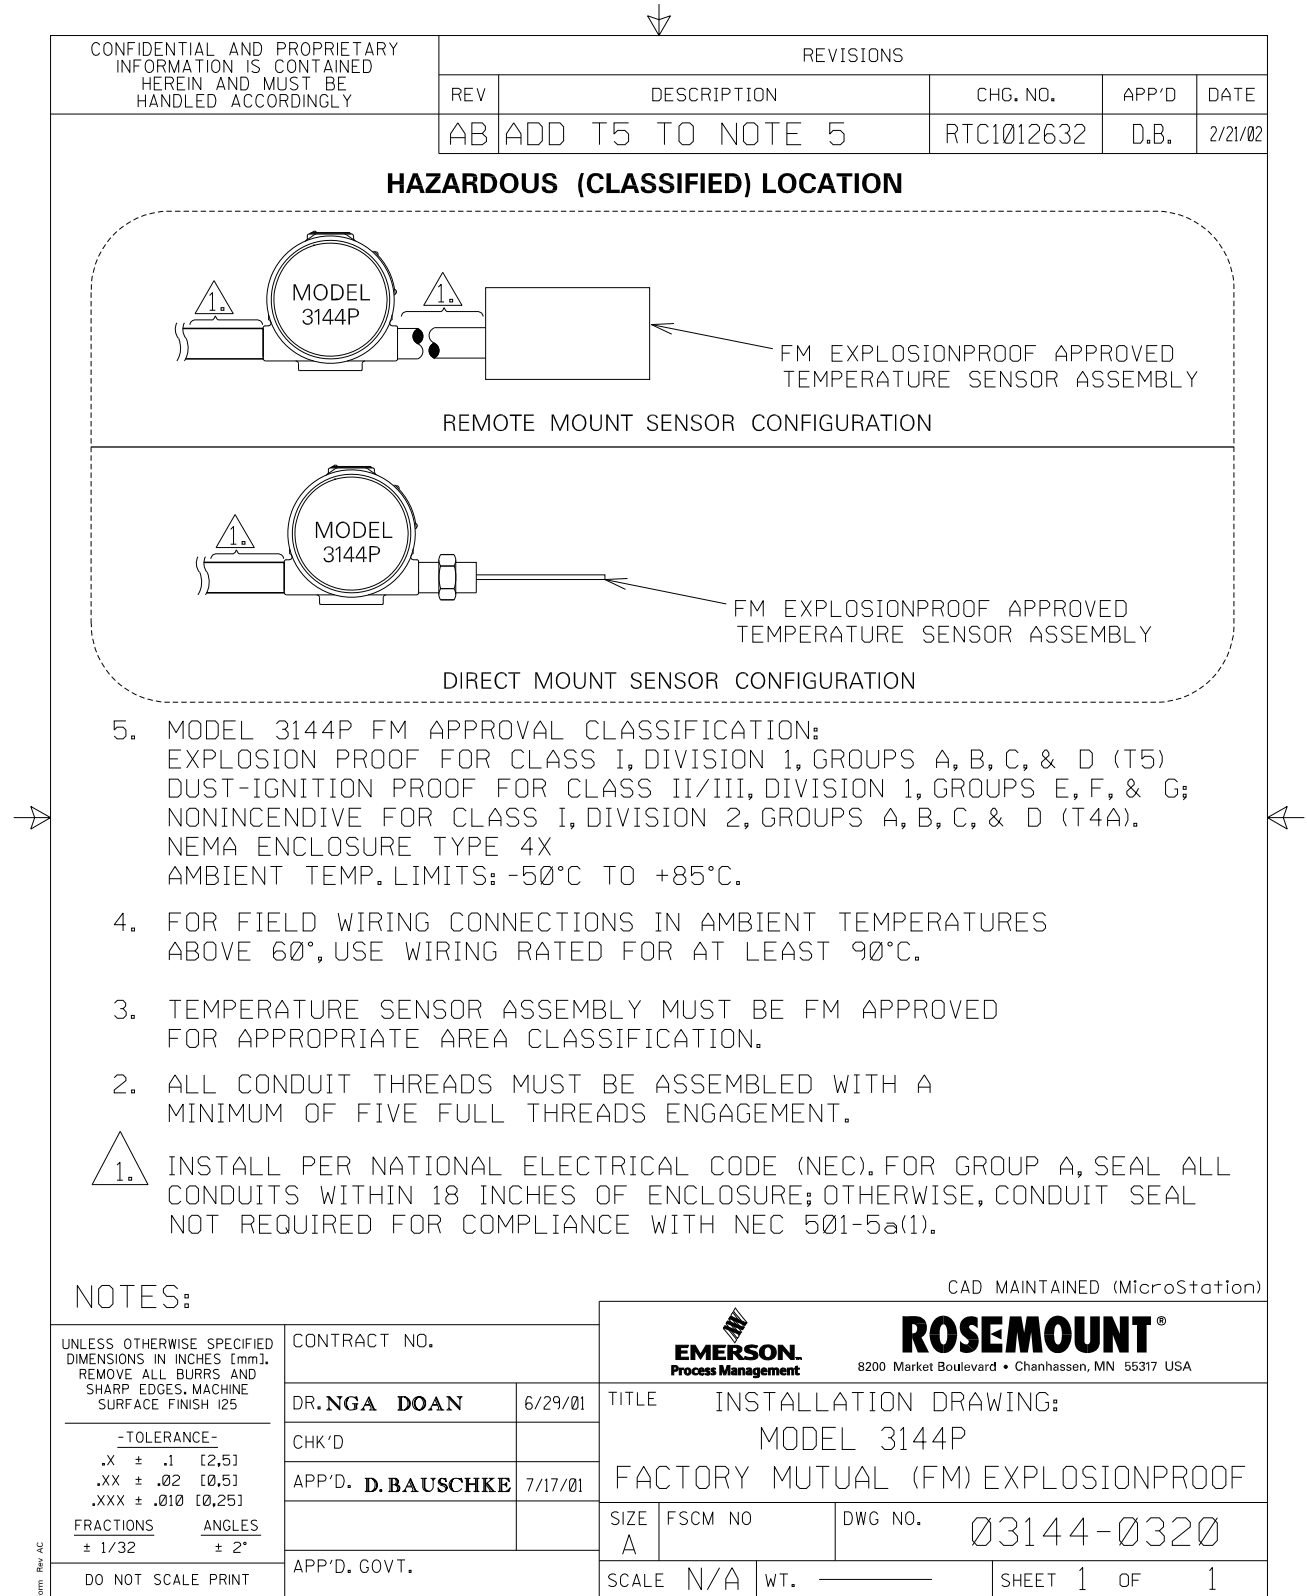 CONFIDENTIAL AND PROPRIETARY
INFORMATION IS CONTAINED
HEREIN AND MUST BE
HANDLED ACCORDINGLY
REVISIONS
REV DESCRIPTION CHG. NO. APP'D DATE
AB ADD T5 TO NOTE 5 RTC1012632 D.B. 2/21/02
HAZARDOUS (CLASSIFIED) LOCATION
1.
MODEL
3144P
1.
FM EXPLOSIONPROOF APPROVED
TEMPERATURE SENSOR ASSEMBLY
REMOTE MOUNT SENSOR CONFIGURATION
1.
MODEL
3144P
FM EXPLOSIONPROOF APPROVED
TEMPERATURE SENSOR ASSEMBLY
DIRECT MOUNT SENSOR CONFIGURATION
5. MODEL 3144P FM APPROVAL CLASSIFICATION:
EXPLOSION PROOF FOR CLASS I, DIVISION 1, GROUPS A, B, C, & D (T5)
DUST-IGNITION PROOF FOR CLASS II/III, DIVISION 1, GROUPS E, F, & G;
NONINCENDIVE FOR CLASS I, DIVISION 2, GROUPS A, B, C, & D (T4A).
NEMA ENCLOSURE TYPE 4X
AMBIENT TEMP. LIMITS: -50°C TO +85°C.
4. FOR FIELD WIRING CONNECTIONS IN AMBIENT TEMPERATURES
ABOVE 60°, USE WIRING RATED FOR AT LEAST 90°C.
3. TEMPERATURE SENSOR ASSEMBLY MUST BE FM APPROVED
FOR APPROPRIATE AREA CLASSIFICATION.
2. ALL CONDUIT THREADS MUST BE ASSEMBLED WITH A
MINIMUM OF FIVE FULL THREADS ENGAGEMENT.
1. INSTALL PER NATIONAL ELECTRICAL CODE (NEC). FOR GROUP A, SEAL ALL
CONDUITS WITHIN 18 INCHES OF ENCLOSURE; OTHERWISE, CONDUIT SEAL
NOT REQUIRED FOR COMPLIANCE WITH NEC 501-5a(1).
NOTES:
CAD MAINTAINED (MicroStation)
UNLESS OTHERWISE SPECIFIED
DIMENSIONS IN INCHES [mm].
REMOVE ALL BURRS AND
SHARP EDGES. MACHINE
SURFACE FINISH 125
-TOLERANCE-
.X ± .1 [2,5]
.XX ± .02 [0,5]
.XXX ± .010 [0,25]
FRACTIONS ANGLES
± 1/32 ± 2°
DO NOT SCALE PRINT
CONTRACT NO.
DR. NGA DOAN 6/29/01
CHK'D
APP'D. D. BAUSCHKE 7/17/01
APP'D. GOVT.
EMERSON.
Process Management
ROSEMOUNT®
8200 Market Boulevard • Chanhassen, MN 55317 USA
TITLE INSTALLATION DRAWING:
MODEL 3144P
FACTORY MUTUAL (FM) EXPLOSIONPROOF
SIZE A
FSCM NO
DWG NO. 03144-0320
SCALE N/A
WT.
SHEET 1 OF 1
orm Rev AC